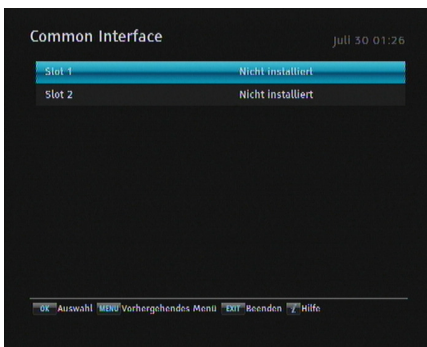 Common Interface
Juli 30 01:26
Slot 1 Nicht installiert
Slot 2 Nicht installiert
OK Auswahl MENU Vorhergehendes Menü EXIT Beenden i Hilfe